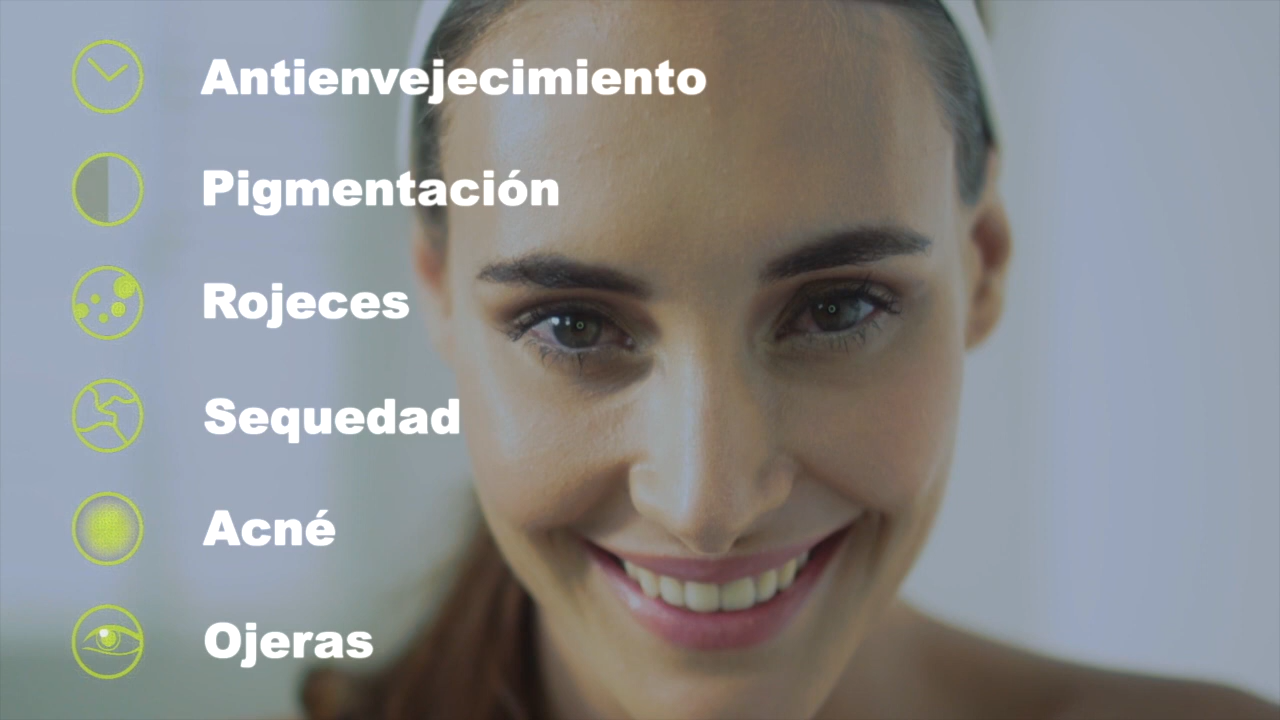 Antienvejecimiento
Pigmentación
Rojeces
Sequedad
Acné
Ojeras